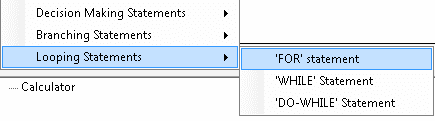 Decision Making Statements
Branching Statements
Looping Statements
'FOR' statement
'WHILE' Statement
'DO-WHILE' Statement
Calculator